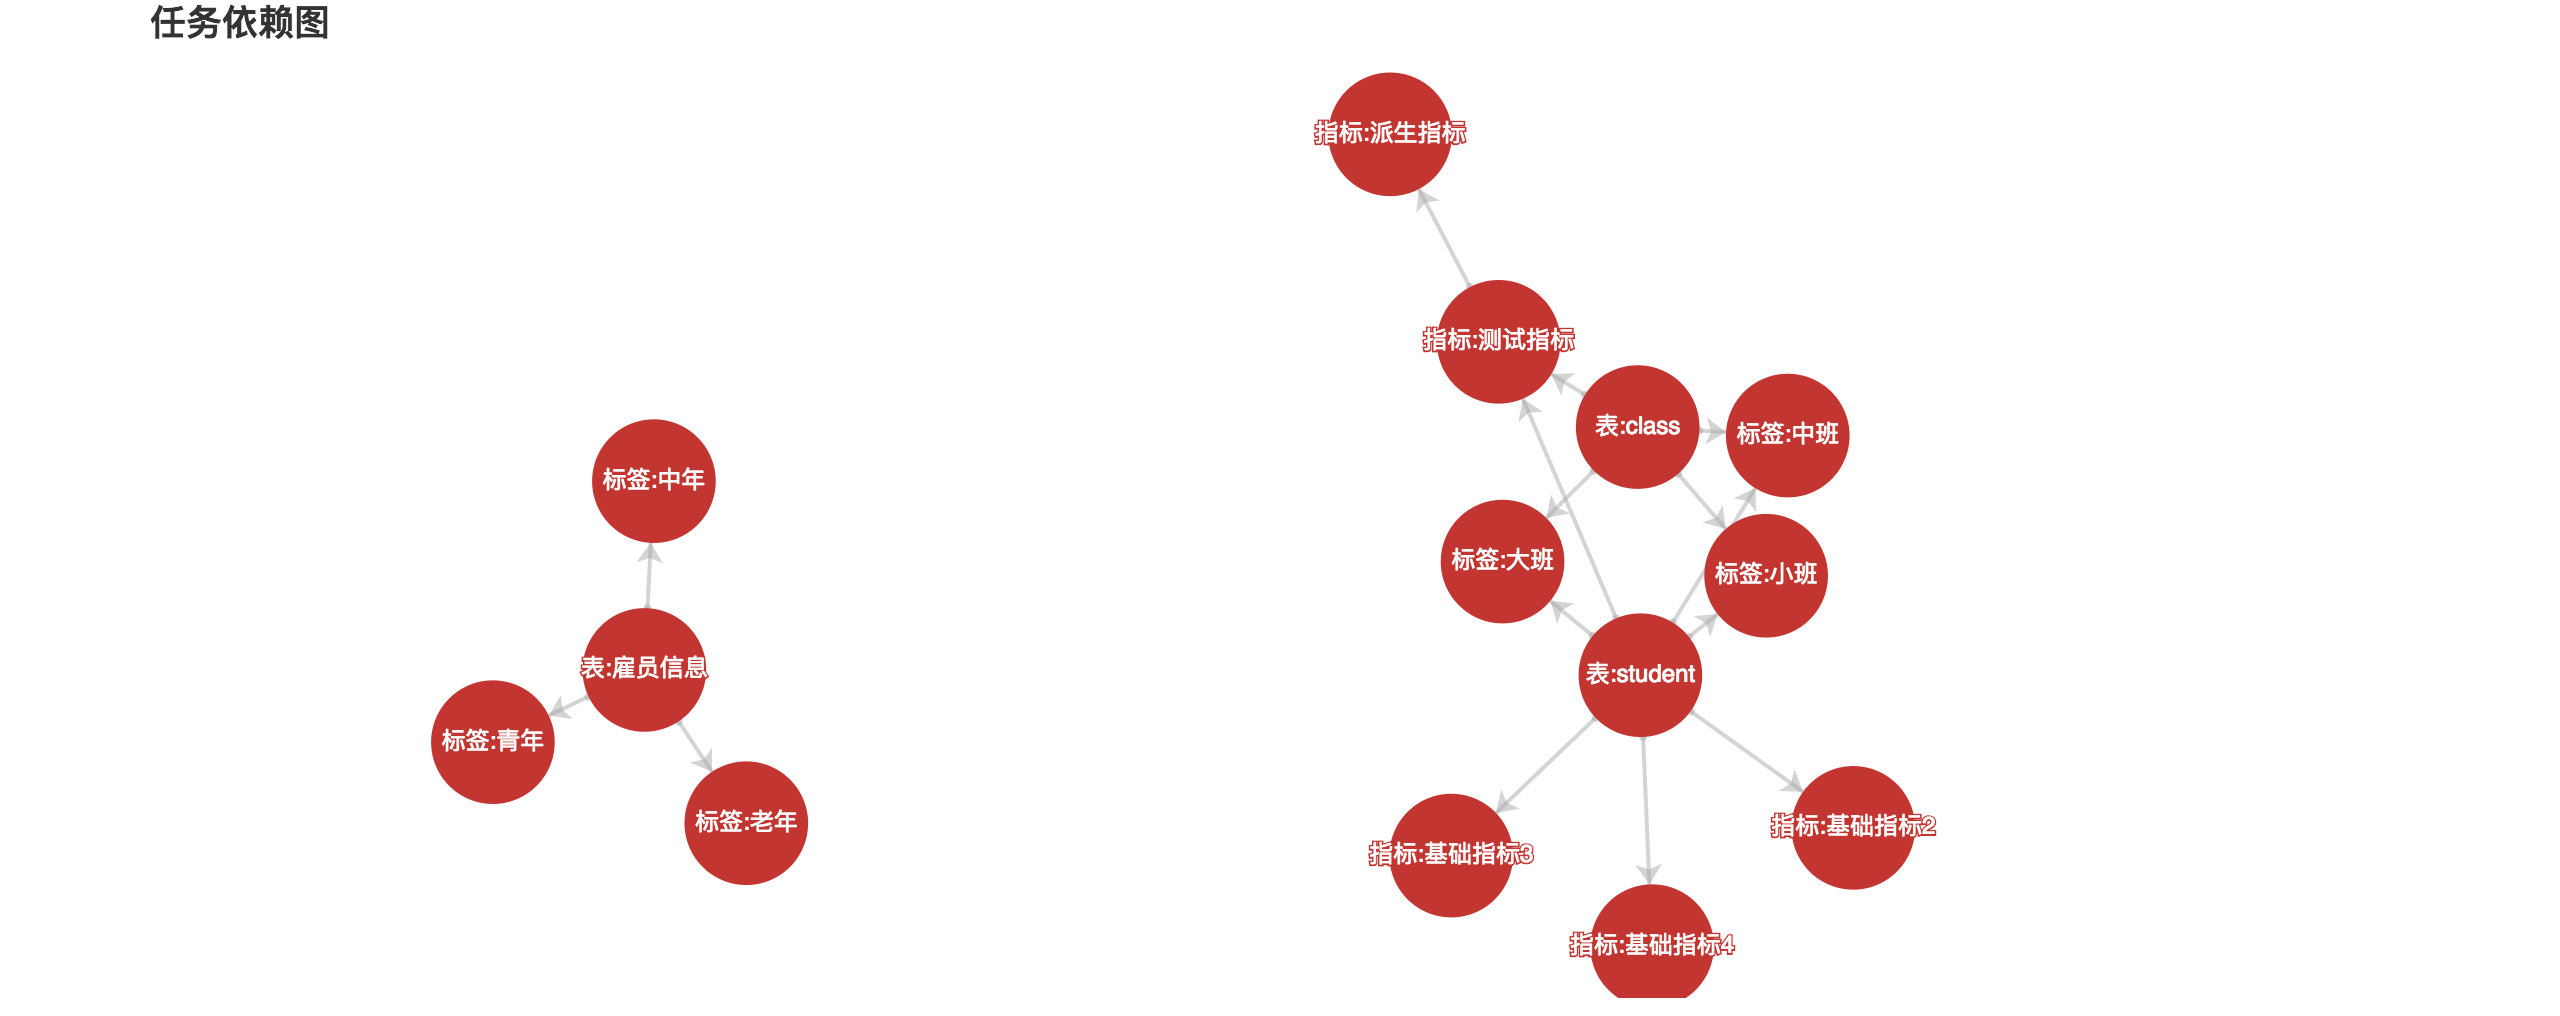 任务依赖图
指标:派生指标
指标:测试指标
表:class
标签:中班
标签:中年
标签:大班
标签:小班
表:雇员信息
表:student
标签:青年
标签:老年
指标:基础指标2
指标:基础指标3
指标:基础指标4